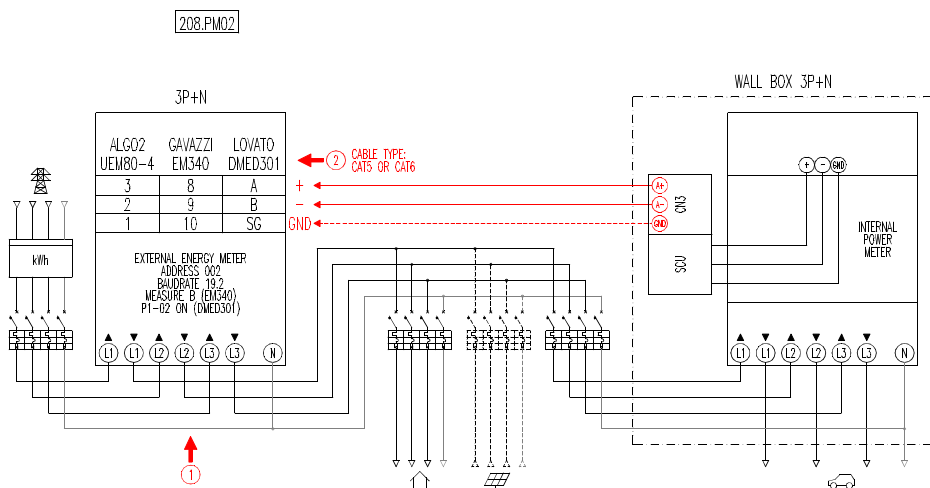 208.PM02
3P+N
WALL BOX 3P+N
ALGO2 GAVAZZI LOVATO
UEM80-4 EM340 DMED301
3 8 A +
2 9 B -
1 10 SG GND
2 CABLE TYPE:
CAT5 OR CAT6
A+
A-
GND
CN3
SCU
+ - GND
INTERNAL
POWER
METER
kWh
EXTERNAL ENERGY METER
ADDRESS 002
BAUDRATE 19.2
MEASURE B (EM340)
P1-02 ON (DMED301)
L1 L1 L2 L2 L3 L3 N
L1 L1 L2 L2 L3 L3 N
1